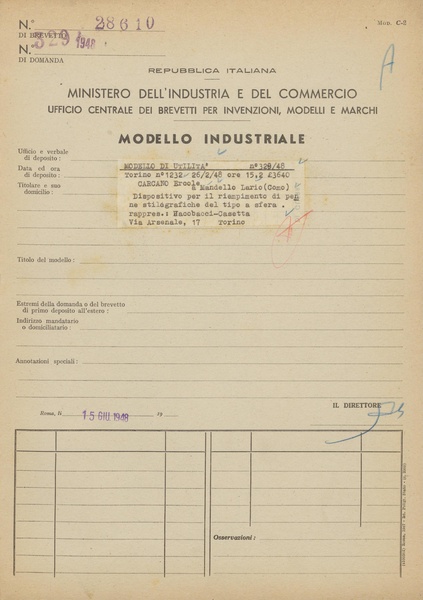 N.° 28610
Mod. C-2
DI BREVETTO
N. 329 / 1948
DI DOMANDA
A
REPUBBLICA ITALIANA
MINISTERO DELL'INDUSTRIA E DEL COMMERCIO
UFFICIO CENTRALE DEI BREVETTI PER INVENZIONI, MODELLI E MARCHI
MODELLO INDUSTRIALE
Ufficio e verbale
di deposito:
Data ed ora
di deposito:
Titolare e suo
domicilio:
MODELLO DI UTILITA' n°329/48
Torino n°1232 26/2/48 ore 15.2 £3640
CARCANO Ercole
a Mandello Lario(Como)
Dispositivo per il riempimento di pe
ne stilografiche del tipo a sfera .
rappres.: Jacobacci-Casetta
Via Arsenale, 17 Torino
Titolo del modello:
Estremi della domanda o del brevetto
di primo deposito all'estero:
Indirizzo mandatario
o domiciliatario:
Annotazioni speciali:
IL DIRETTORE
Roma, li 15 GIU. 1948 19
Osservazioni: